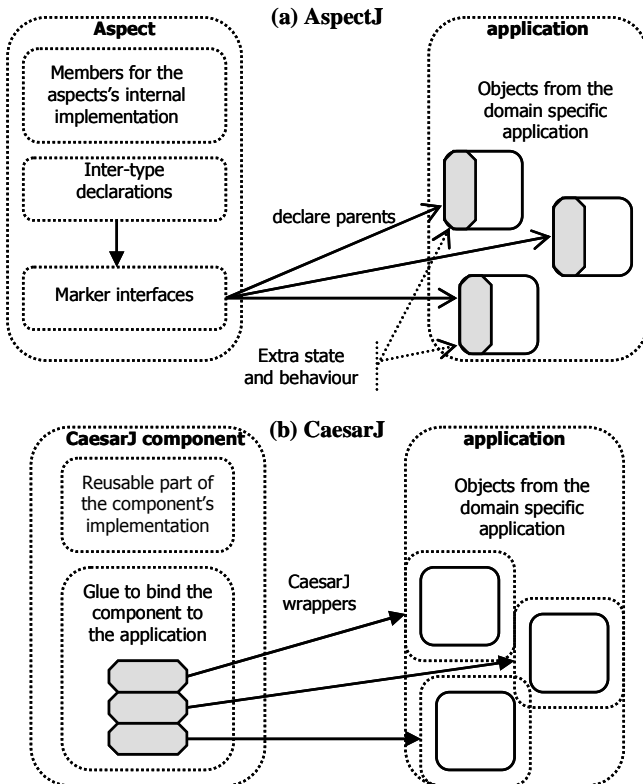 (a) AspectJ
Aspect
application
Members for the
aspects's internal
implementation
Inter-type
declarations
Marker interfaces
declare parents
Objects from the
domain specific
application
Extra state
and behaviour
(b) CaesarJ
CaesarJ component
application
Reusable part of
the component's
implementation
Glue to bind the
component to
the application
CaesarJ
wrappers
Objects from the
domain specific
application